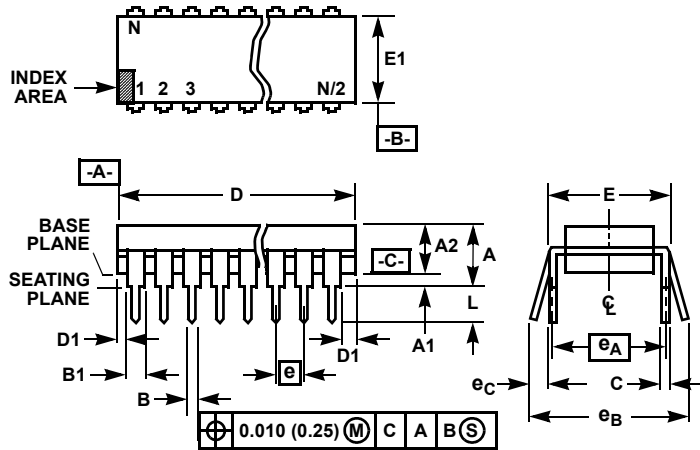 N
E1
INDEX
AREA
1 2 3 N/2
-B-
-A-
D
E
BASE
PLANE
A2
A
-C-
SEATING
PLANE
L
℄
D1
A1
D1
eA
B1
e
eC
C
B
eB
⌖ 0.010 (0.25) Ⓜ C A B Ⓢ